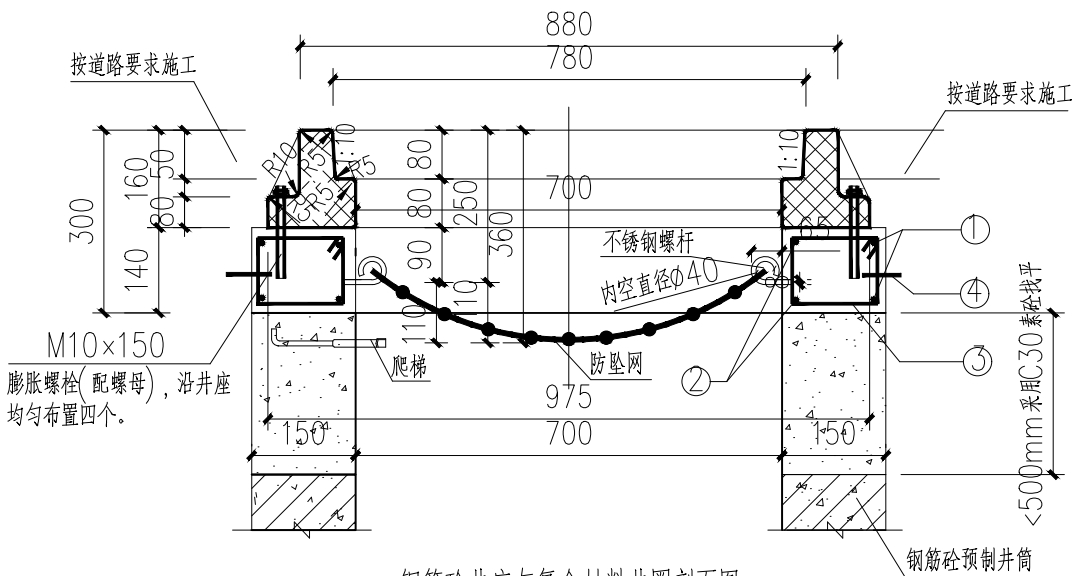 880
780
按道路要求施工
按道路要求施工
300
160
140
50
80
R10
R5
1:10
R5
R5
80
80
90
110
10
250
360
700
1:10
65
不锈钢螺杆
内空直径Φ40
①
④
③
②
M10×150
膨胀螺栓(配螺母),沿井座
均匀布置四个。
爬梯
防坠网
975
150
700
150
<500mm采用C30素砼找平
钢筋砼预制井筒